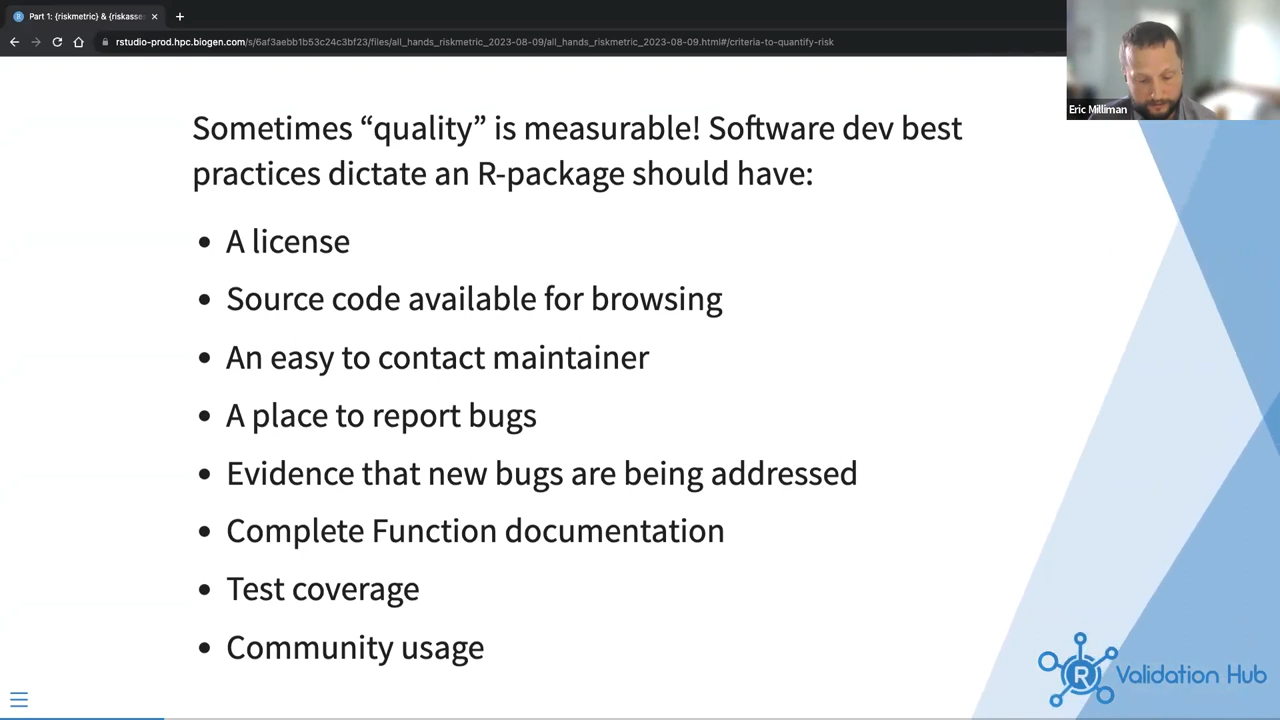 Part 1: {riskmetric} & {riskasse
rstudio-prod.hpc.biogen.com/s/6af3aebb1b53c24c3bf23/files/all_hands_riskmetric_2023-08-09/all_hands_riskmetric_2023-08-09.html#/criteria-to-quantify-risk
Eric Milliman
Sometimes “quality” is measurable! Software dev best
practices dictate an R-package should have:
• A license
• Source code available for browsing
• An easy to contact maintainer
• A place to report bugs
• Evidence that new bugs are being addressed
• Complete Function documentation
• Test coverage
• Community usage
R Validation Hub